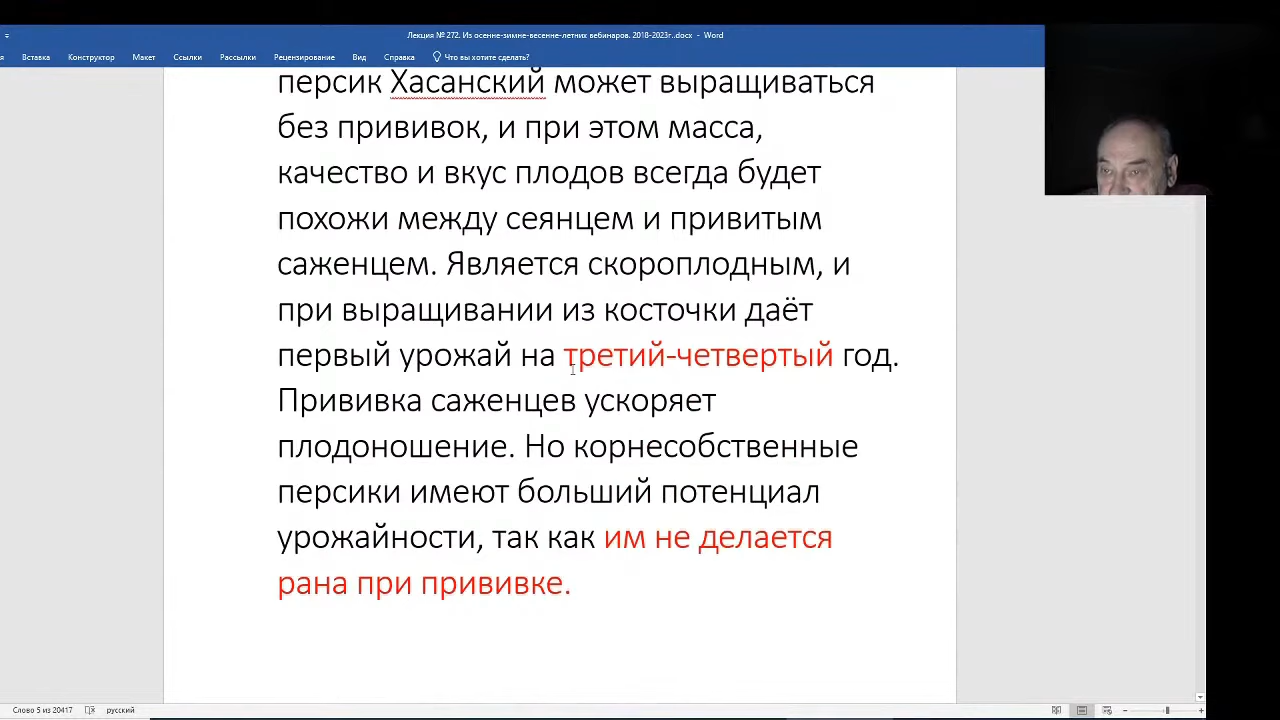 Лекция № 272. Из осенне-зимне-весенне-летних вебинаров. 2018-2023г..docx - Word
Вставка Конструктор Макет Ссылки Рассылки Рецензирование Вид Справка Что вы хотите сделать?
персик Хасанский может выращиваться
без прививок, и при этом масса,
качество и вкус плодов всегда будет
похожи между сеянцем и привитым
саженцем. Является скороплодным, и
при выращивании из косточки даёт
первый урожай на третий-четвертый год.
Прививка саженцев ускоряет
плодоношение. Но корнесобственные
персики имеют больший потенциал
урожайности, так как им не делается
рана при прививке.
Слово 5 из 20417 русский